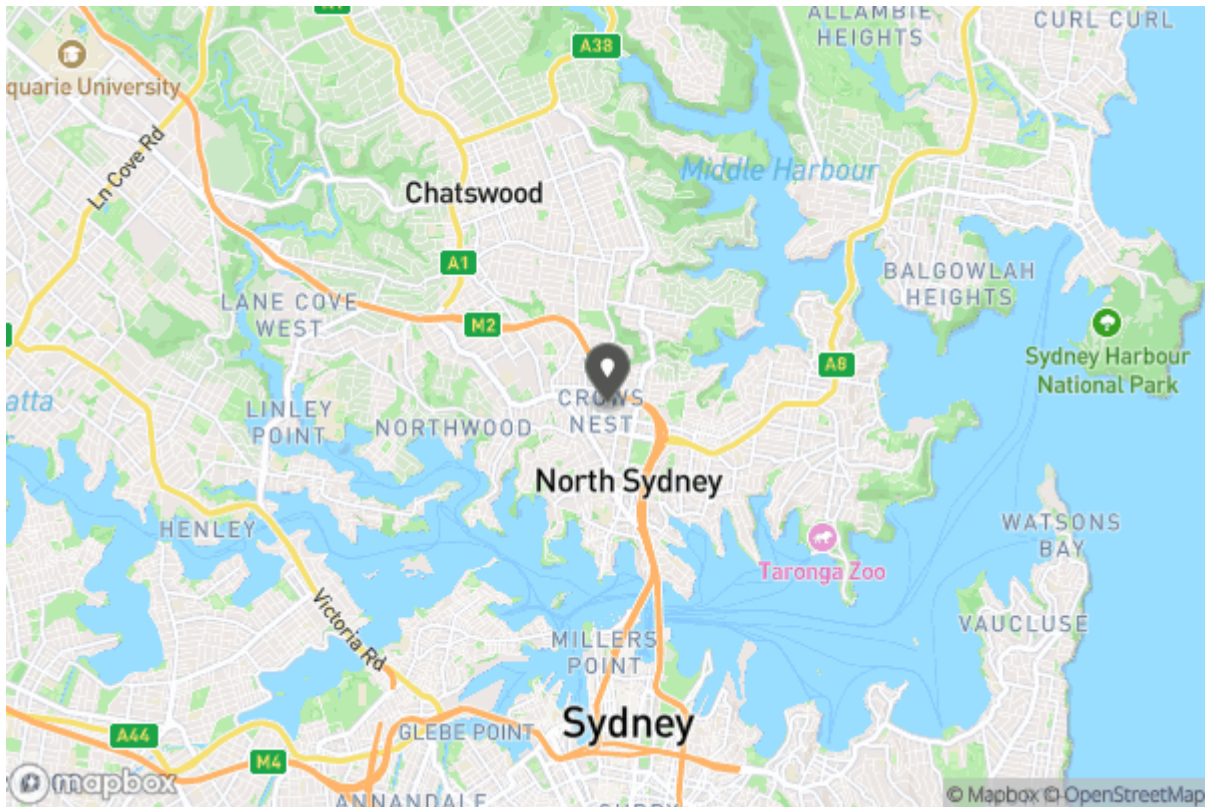 ALLAMBIE
HEIGHTS
CURL CURL
A38
quarie University
Ln Cove Rd
Middle Harbour
Chatswood
A1
BALGOWLAH
HEIGHTS
LANE COVE
WEST
M2
Sydney Harbour
National Park
A8
atta
CROWS
NEST
LINLEY
POINT
NORTHWOOD
North Sydney
HENLEY
WATSONS
BAY
Taronga Zoo
Victoria Rd
MILLERS
POINT
VAUCLUSE
Sydney
A44
GLEBE POINT
M4
mapbox
ANNANDALE
© Mapbox © OpenStreetMap